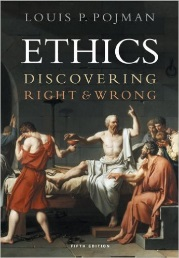 LOUIS P. POJMAN
ETHICS
DISCOVERING
RIGHT & WRONG
FIFTH EDITION